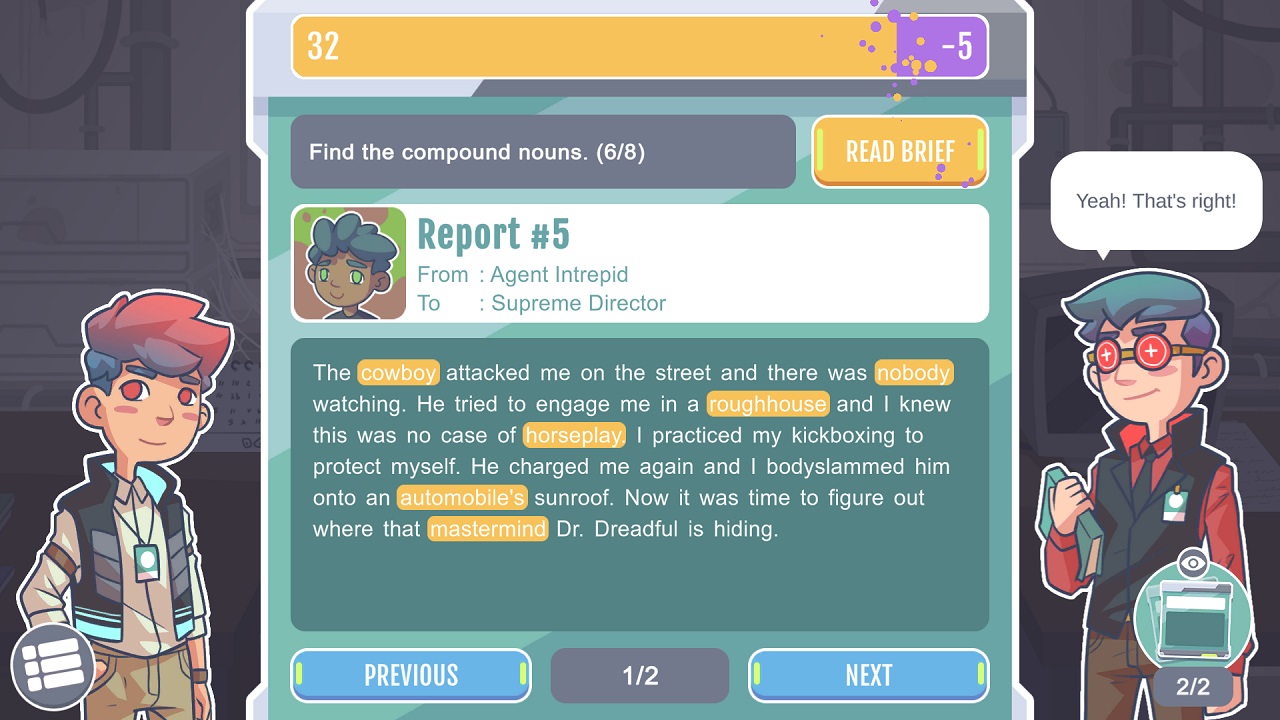 32
-5
Find the compound nouns. (6/8)
READ BRIEF
Report #5
From : Agent Intrepid
To : Supreme Director
Yeah! That's right!
The cowboy attacked me on the street and there was nobody
watching. He tried to engage me in a roughhouse and I knew
this was no case of horseplay. I practiced my kickboxing to
protect myself. He charged me again and I bodyslammed him
onto an automobile's sunroof. Now it was time to figure out
where that mastermind Dr. Dreadful is hiding.
PREVIOUS
1/2
NEXT
2/2